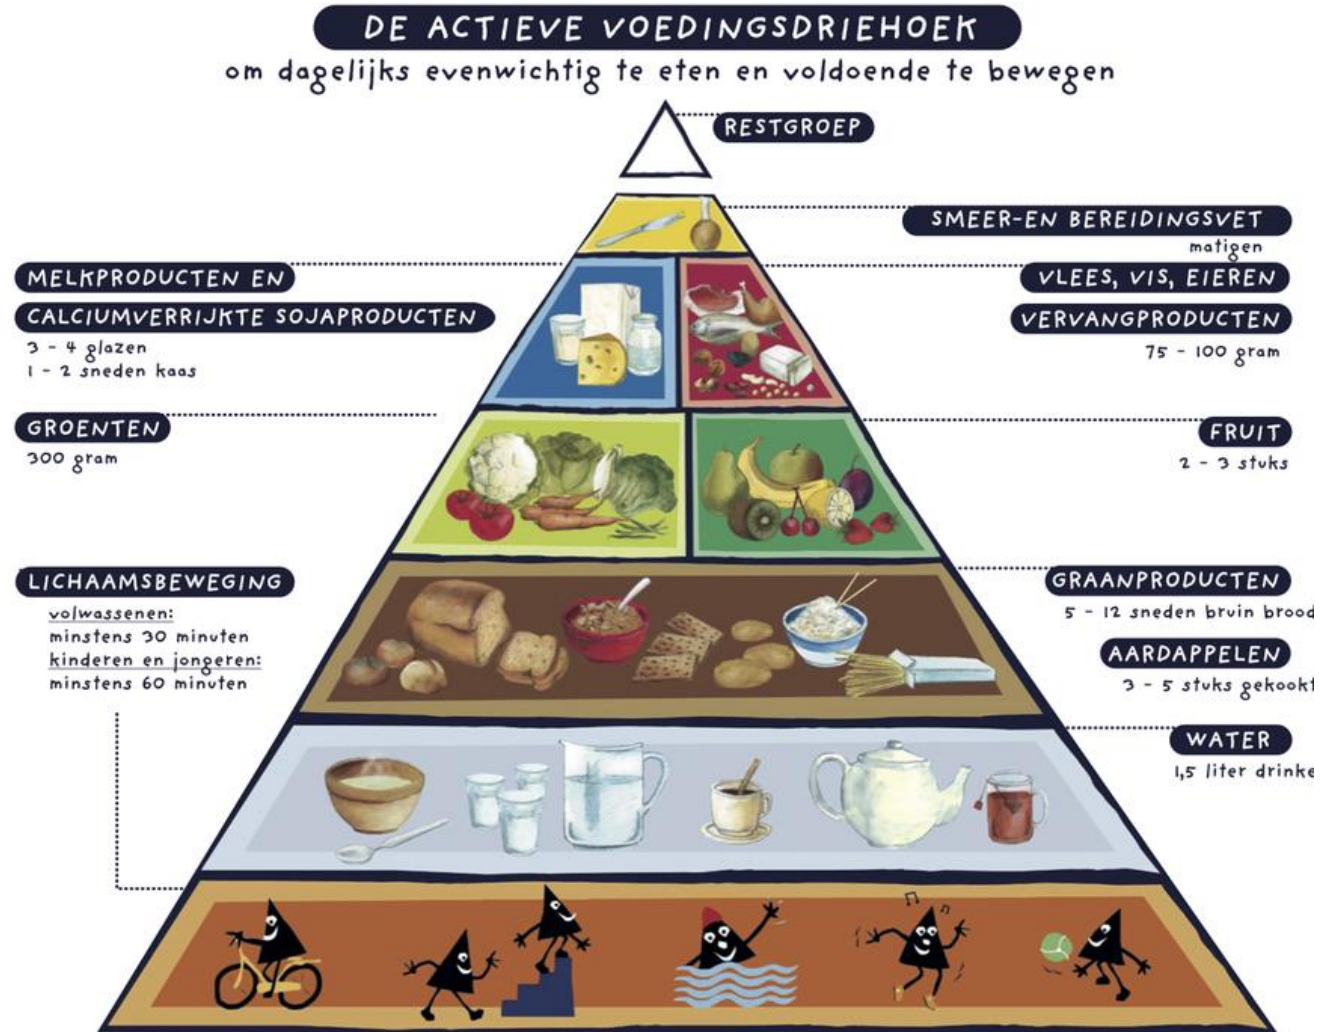 DE ACTIEVE VOEDINGSDRIEHOEK
om dagelijks evenwichtig te eten en voldoende te bewegen
RESTGROEP
SMEER-EN BEREIDINGSVET
matigen
MELKPRODUCTEN EN
CALCIUMVERRIJKTE SOJAPRODUCTEN
3 - 4 glazen
1 - 2 sneden kaas
VLEES, VIS, EIEREN
VERVANGPRODUCTEN
75 - 100 gram
GROENTEN
300 gram
FRUIT
2 - 3 stuks
LICHAAMSBEWEGING
volwassenen:
minstens 30 minuten
kinderen en jongeren:
minstens 60 minuten
GRAANPRODUCTEN
5 - 12 sneden bruin brood
AARDAPPELEN
3 - 5 stuks gekookt
WATER
1,5 liter drinke